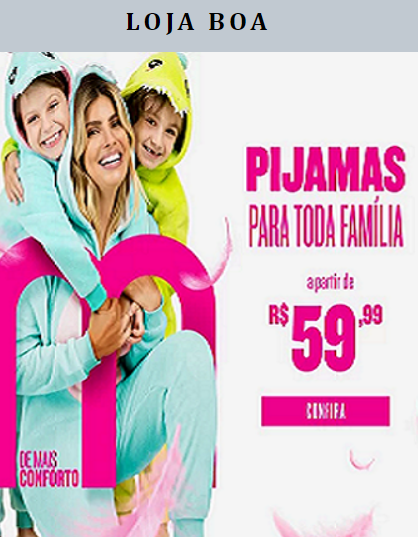 LOJA BOA
PIJAMAS
PARA TODA FAMÍLIA
a partir de
R$ 59,99
CONFIRA
m
DE MAIS
CONFORTO